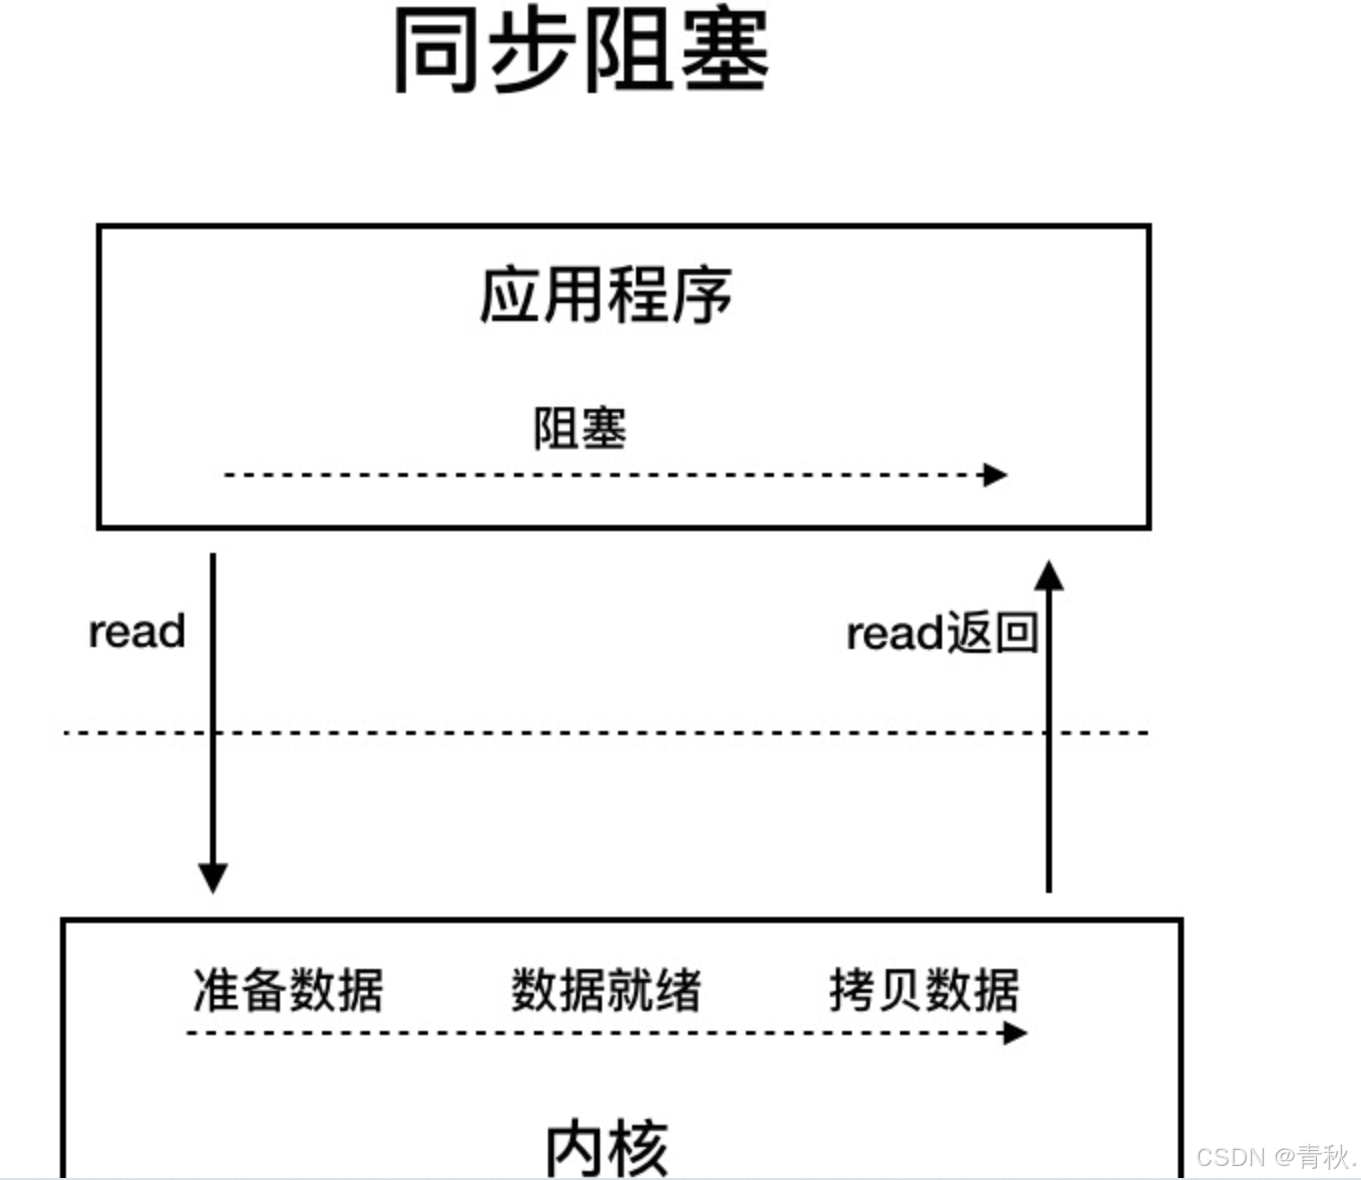 同步阻塞
应用程序
阻塞
read
read返回
准备数据 数据就绪 拷贝数据
内核
CSDN @青秋.